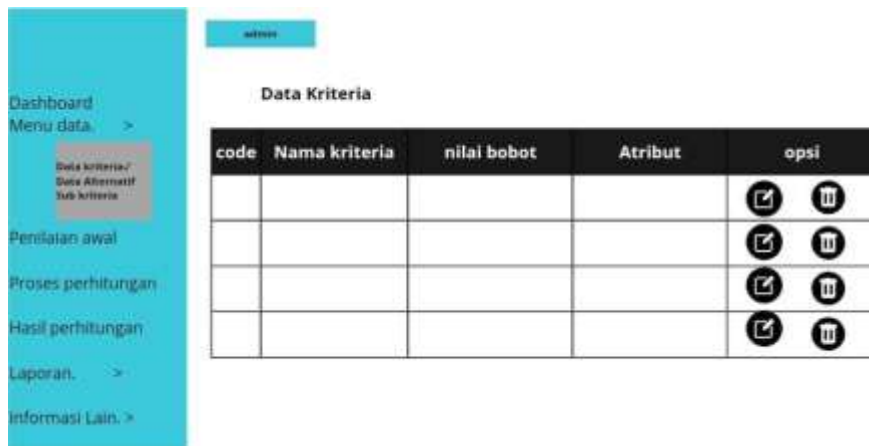 admin
Dashboard
Menu data. >
Data kriteria✓
Data Alternatif
Sub kriteria
Penilaian awal
Proses perhitungan
Hasil perhitungan
Laporan. >
Informasi Lain. >
Data Kriteria
code Nama kriteria nilai bobot Atribut opsi